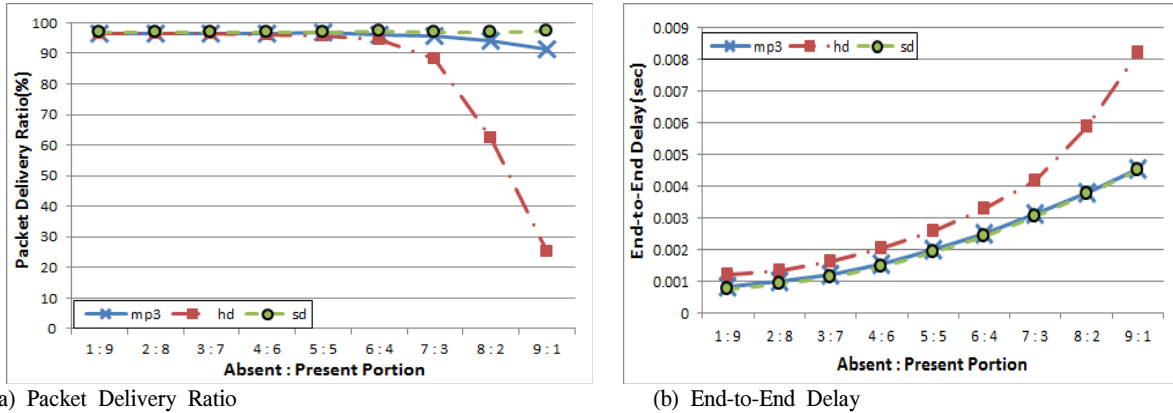 100
90
80
70
60
50
40
30
20
10
0
Packet Delivery Ratio(%)
mp3 hd sd
1 : 9 2 : 8 3 : 7 4 : 6 5 : 5 6 : 4 7 : 3 8 : 2 9 : 1
Absent : Present Portion
a) Packet Delivery Ratio
0.009
0.008
0.007
0.006
0.005
0.004
0.003
0.002
0.001
0
End-to-End Delay(sec)
mp3 hd sd
1 : 9 2 : 8 3 : 7 4 : 6 5 : 5 6 : 4 7 : 3 8 : 2 9 : 1
Absent : Present Portion
(b) End-to-End Delay